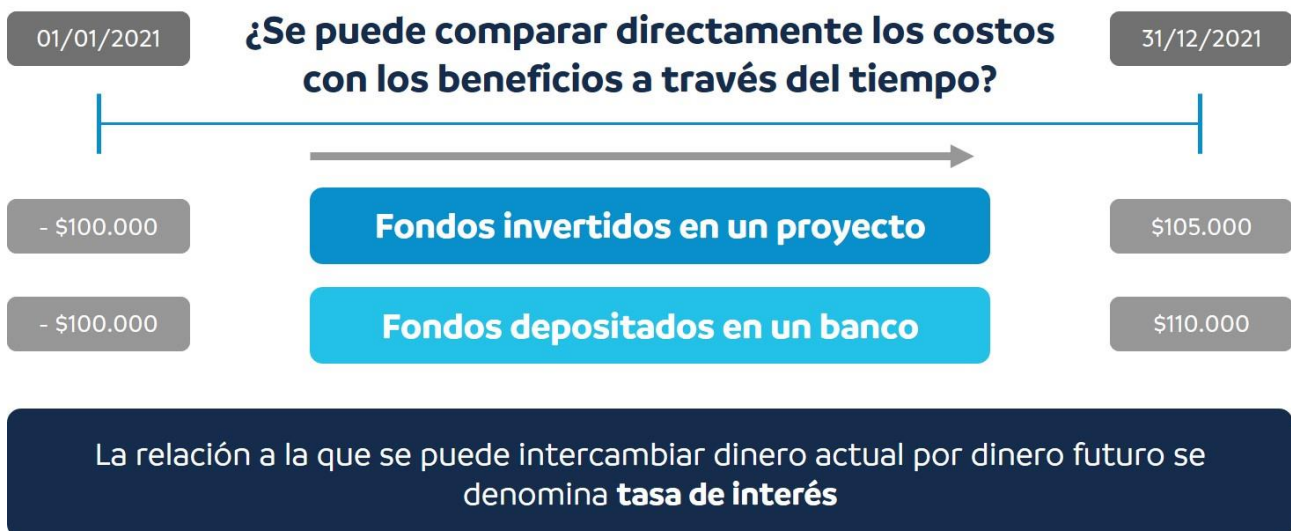 01/01/2021
¿Se puede comparar directamente los costos
con los beneficios a través del tiempo?
31/12/2021
- $100.000
Fondos invertidos en un proyecto
$105.000
- $100.000
Fondos depositados en un banco
$110.000
La relación a la que se puede intercambiar dinero actual por dinero futuro se
denomina tasa de interés